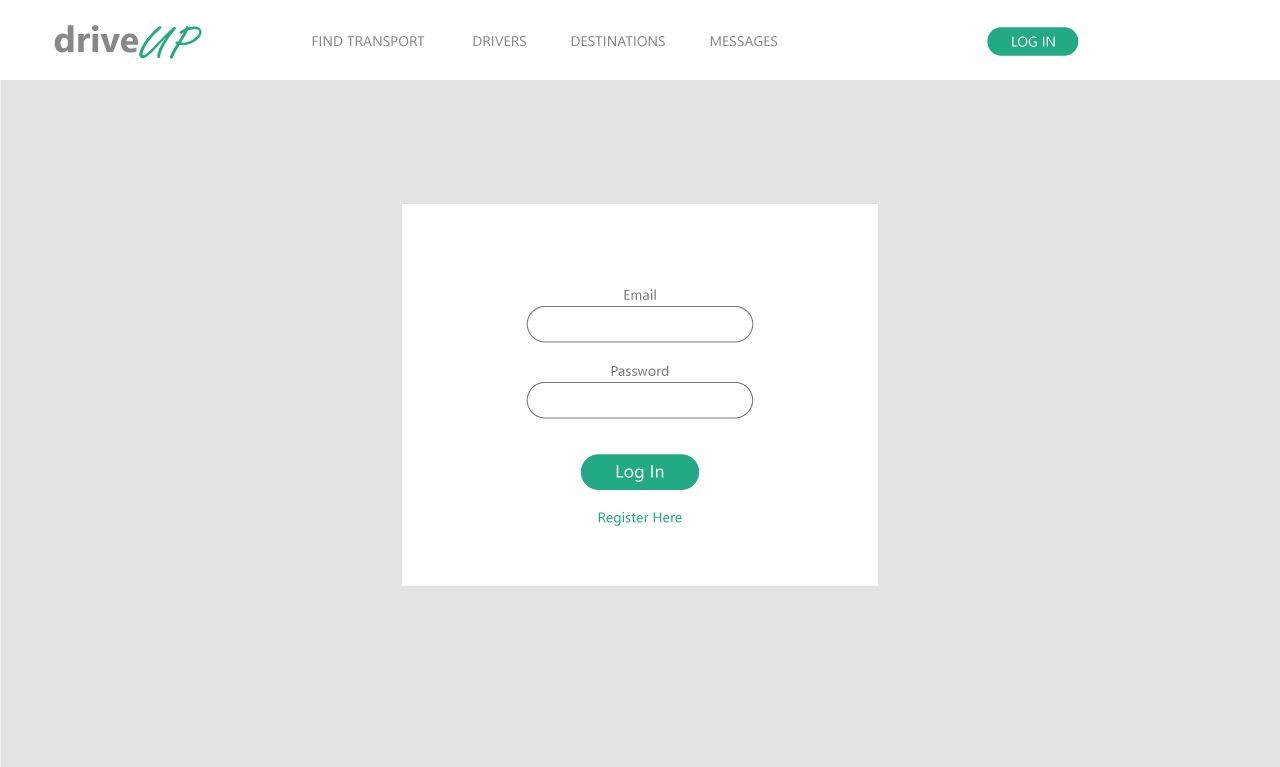 driveUP
FIND TRANSPORT DRIVERS DESTINATIONS MESSAGES LOG IN
Email
Password
Log In
Register Here